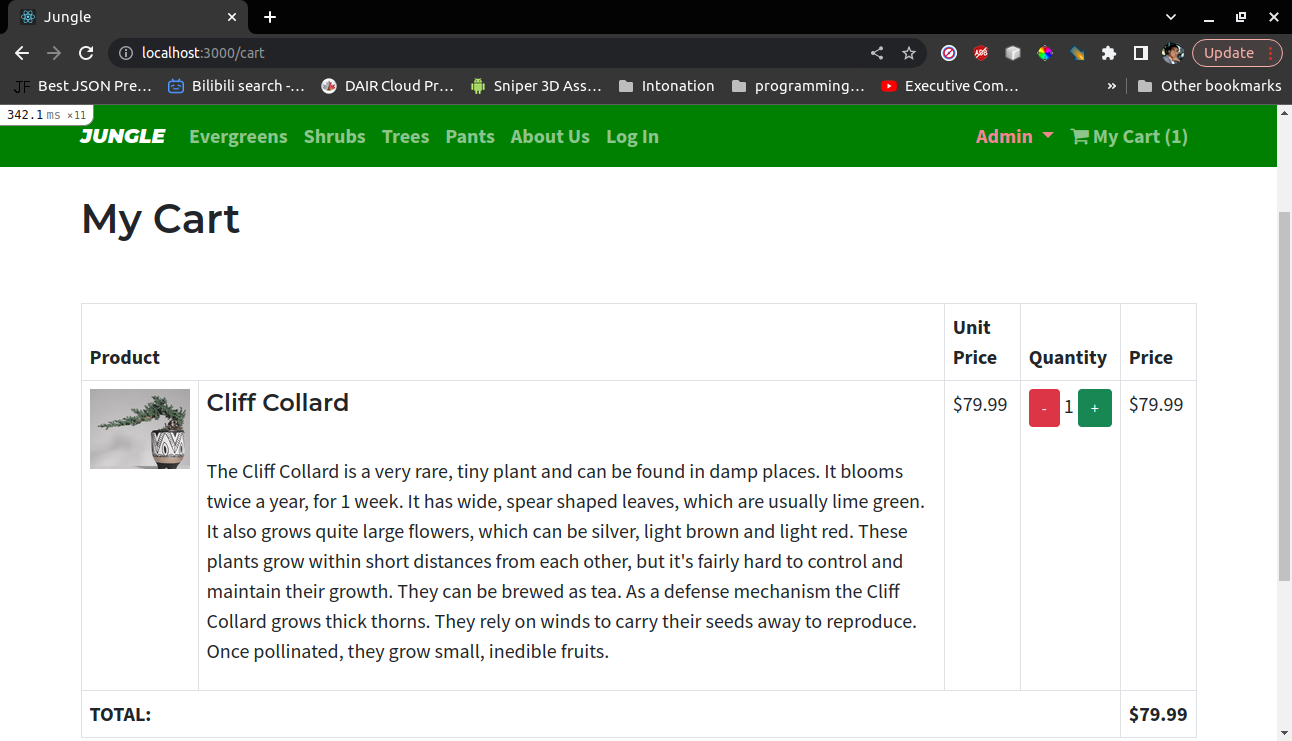 Jungle
localhost:3000/cart
ABP
Update
JF Best JSON Pre… Bilibili search -… DAIR Cloud Pr… Sniper 3D Ass… Intonation programming… Executive Com… » Other bookmarks
342.1 ms ×11
JUNGLE Evergreens Shrubs Trees Pants About Us Log In Admin My Cart (1)
My Cart
Product Unit Price Quantity Price
Cliff Collard $79.99 - 1 + $79.99
The Cliff Collard is a very rare, tiny plant and can be found in damp places. It blooms
twice a year, for 1 week. It has wide, spear shaped leaves, which are usually lime green.
It also grows quite large flowers, which can be silver, light brown and light red. These
plants grow within short distances from each other, but it's fairly hard to control and
maintain their growth. They can be brewed as tea. As a defense mechanism the Cliff
Collard grows thick thorns. They rely on winds to carry their seeds away to reproduce.
Once pollinated, they grow small, inedible fruits.
TOTAL: $79.99